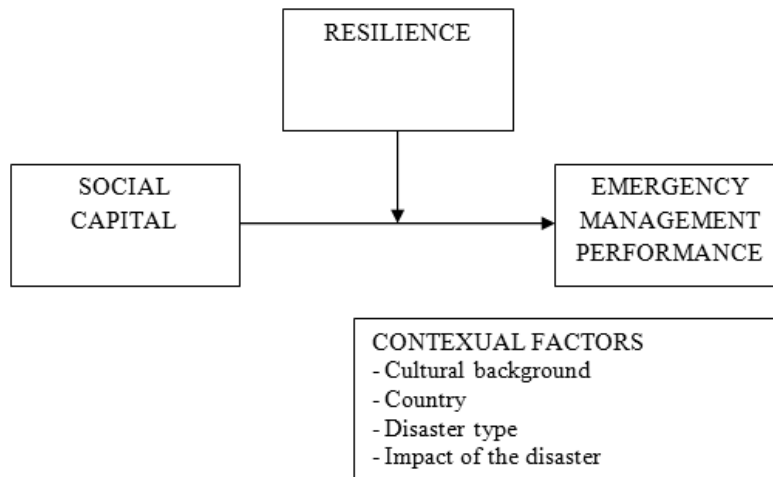 RESILIENCE
SOCIAL
CAPITAL
EMERGENCY
MANAGEMENT
PERFORMANCE
CONTEXUAL FACTORS
- Cultural background
- Country
- Disaster type
- Impact of the disaster